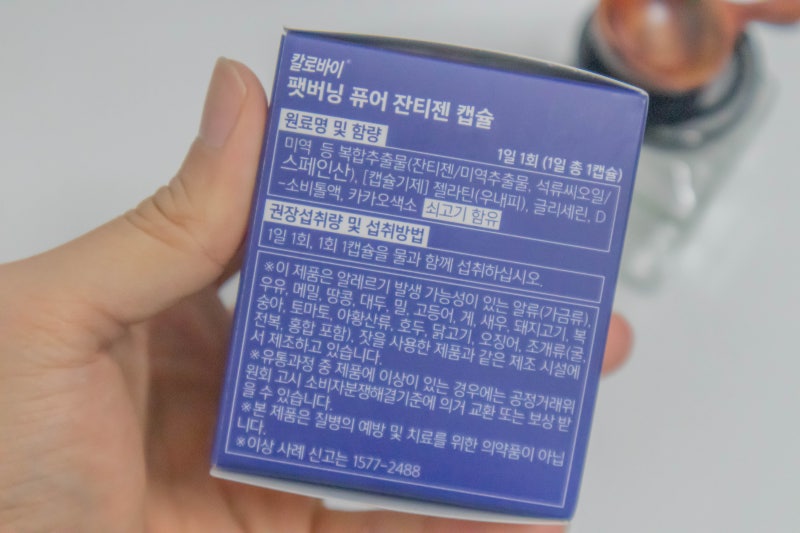 칼로바이®
팻버닝 퓨어 잔티젠 캡슐
원료명 및 함량
1일 1회 (1일 총 1캡슐)
미역 등 복합추출물(잔티젠/미역추출물, 석류씨오일/
스페인산), [캡슐기제] 젤라틴(우내피), 글리세린, D
-소비톨액, 카카오색소 쇠고기 함유
권장섭취량 및 섭취방법
1일 1회, 1회 1캡슐을 물과 함께 섭취하십시오.
※이 제품은 알레르기 발생 가능성이 있는 알류(가금류),
우유, 메밀, 땅콩, 대두, 밀, 고등어, 게, 새우, 돼지고기, 복
숭아, 토마토, 아황산류, 호두, 닭고기, 오징어, 조개류(굴,
전복, 홍합 포함), 잣을 사용한 제품과 같은 제조 시설에
서 제조하고 있습니다.
※유통과정 중 제품에 이상이 있는 경우에는 공정거래위
원회 고시 소비자분쟁해결기준에 의거 교환 또는 보상 받
을 수 있습니다.
※본 제품은 질병의 예방 및 치료를 위한 의약품이 아닙
니다.
※이상 사례 신고는 1577-2488